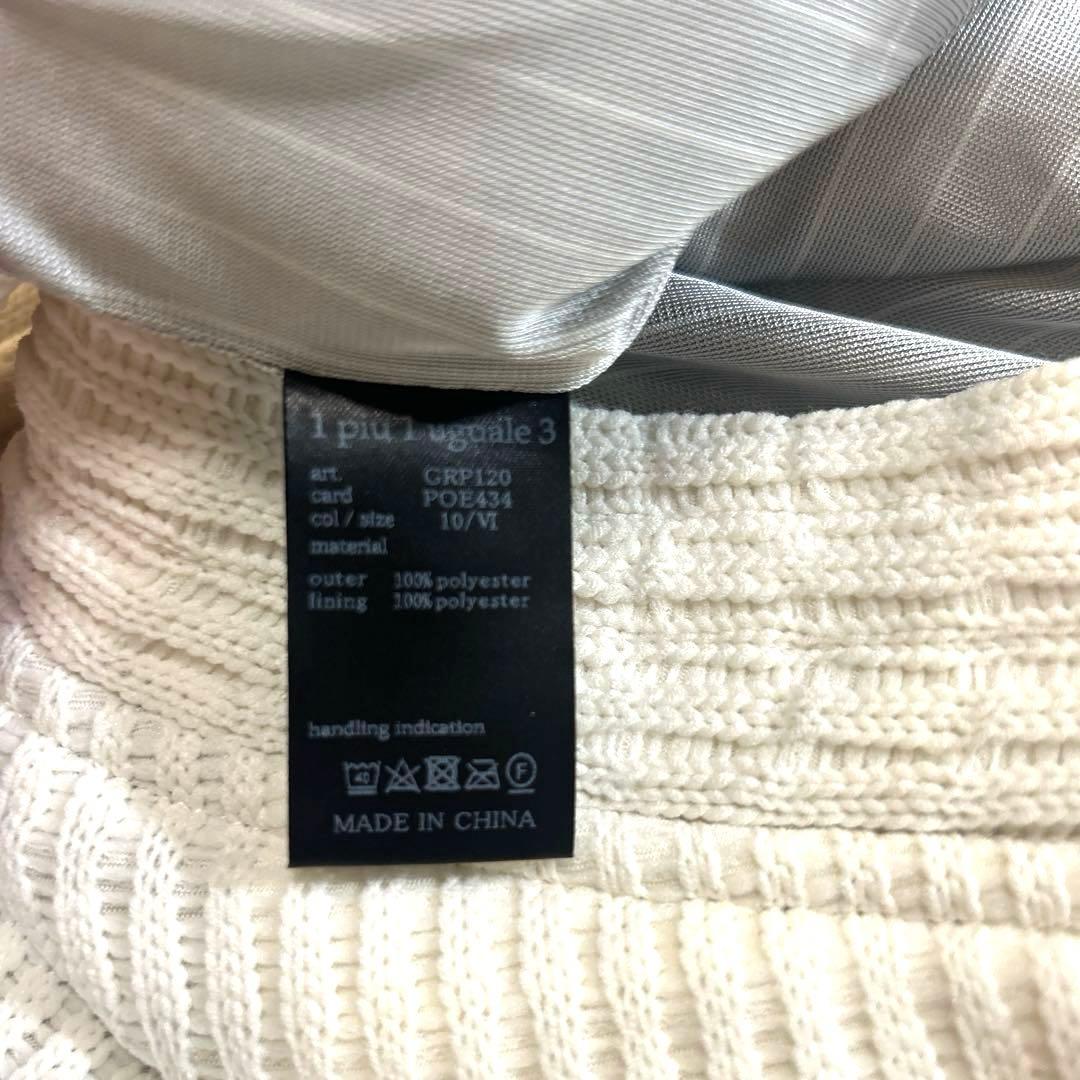 1 piu 1 uguale 3
art. GRP120
card POE434
col / size 10/VI
material
outer 100% polyester
lining 100% polyester
handling indication
40 F
MADE IN CHINA